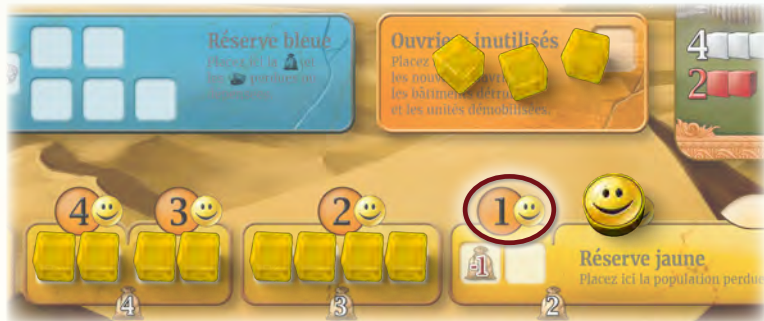 Réserve bleue
Placez ici la
les perdue
Ouvriers inutilisés
Placez
les
les bâtiments
et les unités démobilisées.
4
2
4
3
2
1
-1
Réserve jaune
Placez ici la population perdue
4
3
2